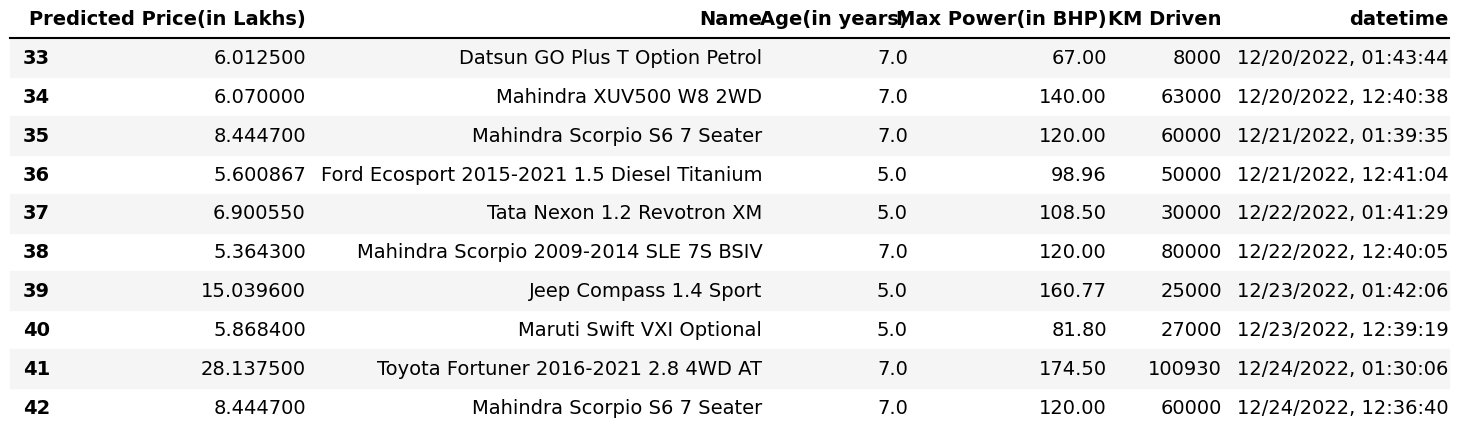 Predicted Price(in Lakhs) Name Age(in years) Max Power(in BHP) KM Driven datetime
33 6.012500 Datsun GO Plus T Option Petrol 7.0 67.00 8000 12/20/2022, 01:43:44
34 6.070000 Mahindra XUV500 W8 2WD 7.0 140.00 63000 12/20/2022, 12:40:38
35 8.444700 Mahindra Scorpio S6 7 Seater 7.0 120.00 60000 12/21/2022, 01:39:35
36 5.600867 Ford Ecosport 2015-2021 1.5 Diesel Titanium 5.0 98.96 50000 12/21/2022, 12:41:04
37 6.900550 Tata Nexon 1.2 Revotron XM 5.0 108.50 30000 12/22/2022, 01:41:29
38 5.364300 Mahindra Scorpio 2009-2014 SLE 7S BSIV 7.0 120.00 80000 12/22/2022, 12:40:05
39 15.039600 Jeep Compass 1.4 Sport 5.0 160.77 25000 12/23/2022, 01:42:06
40 5.868400 Maruti Swift VXI Optional 5.0 81.80 27000 12/23/2022, 12:39:19
41 28.137500 Toyota Fortuner 2016-2021 2.8 4WD AT 7.0 174.50 100930 12/24/2022, 01:30:06
42 8.444700 Mahindra Scorpio S6 7 Seater 7.0 120.00 60000 12/24/2022, 12:36:40